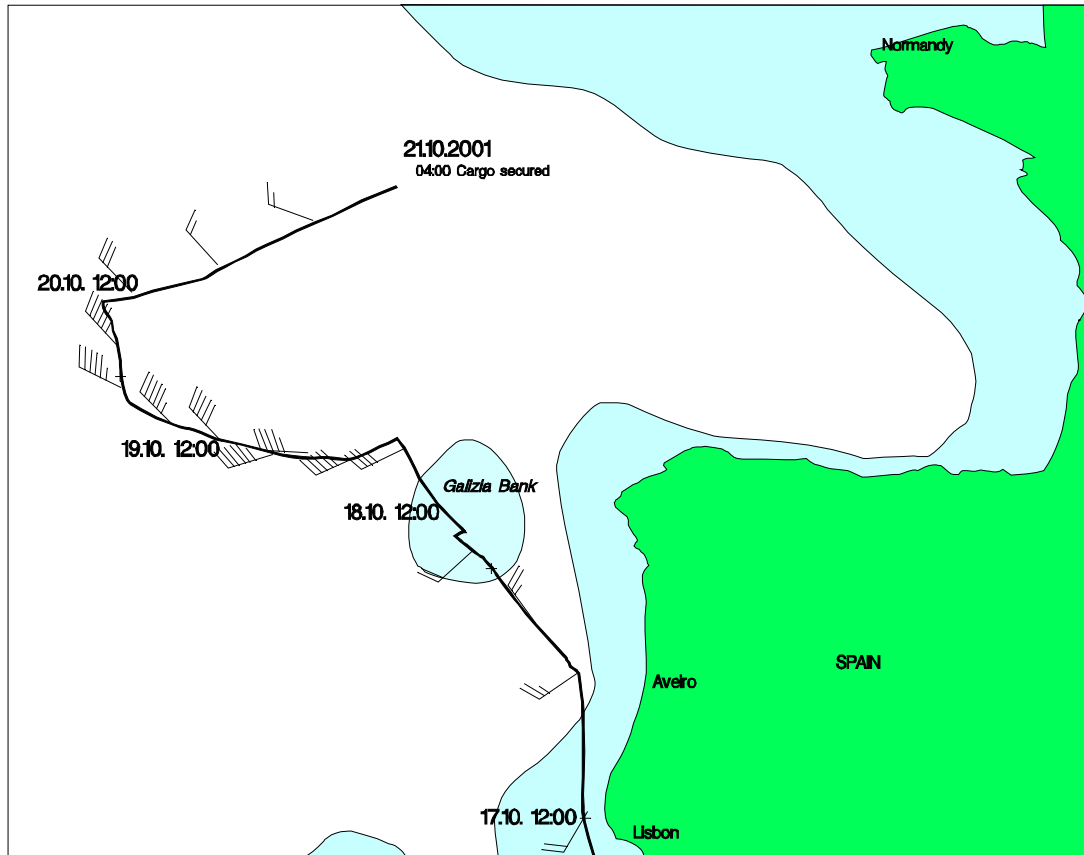 Normandy
21.10.2001
04:00 Cargo secured
20.10. 12:00
19.10. 12:00
Galizia Bank
18.10. 12:00
SPAIN
Aveiro
17.10. 12:00
Lisbon